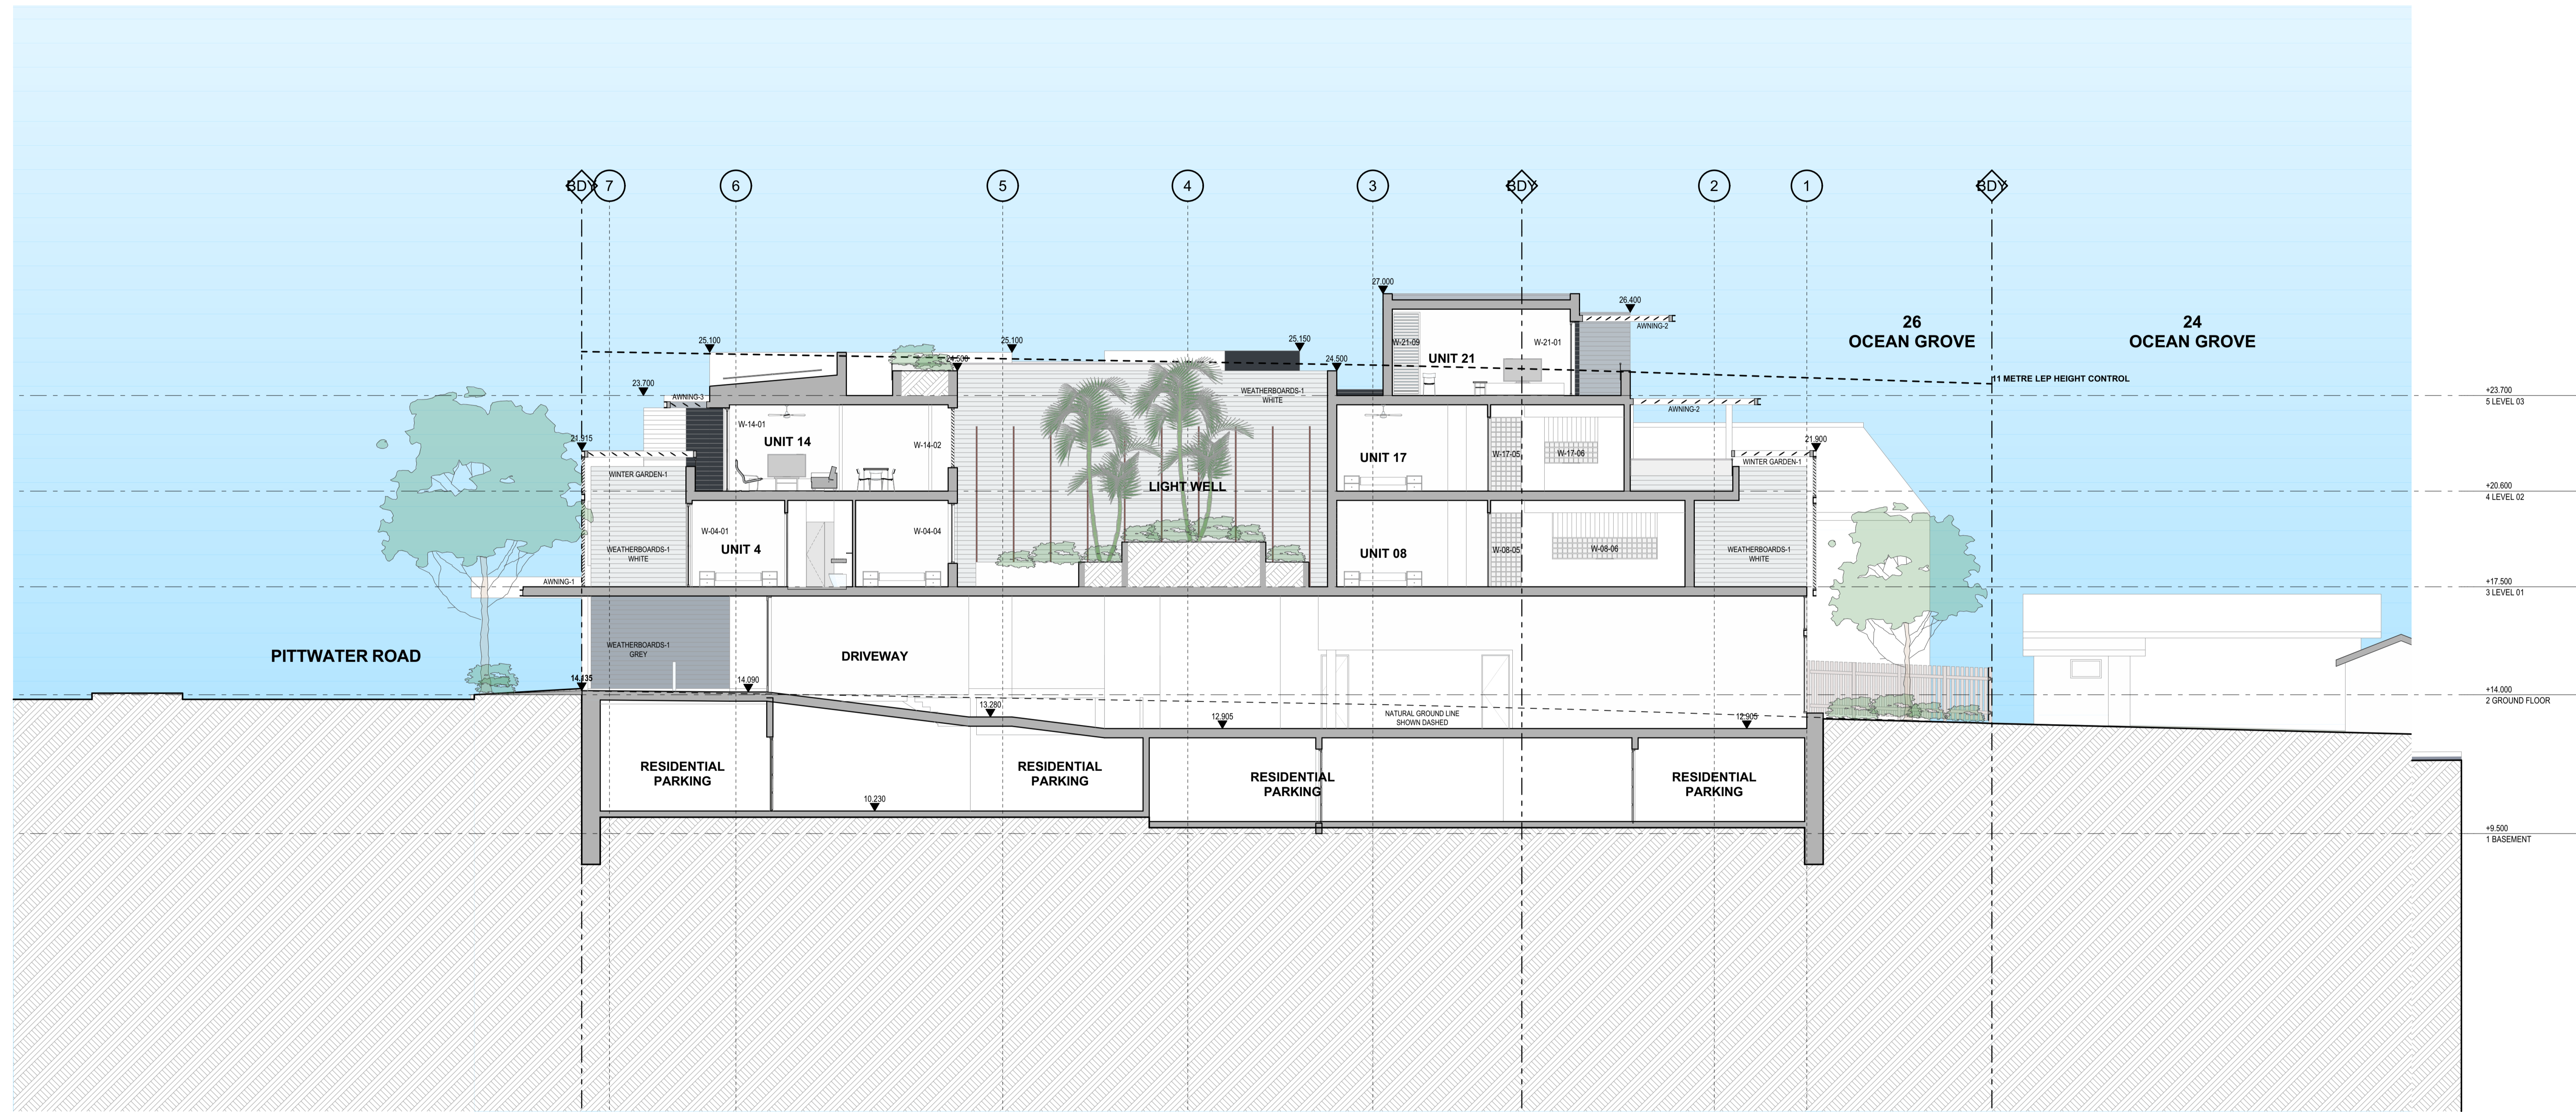 BDY
7
6
5
4
3
BDY
2
1
BDY
27.000
26.400
AWNING-2
26
OCEAN GROVE
24
OCEAN GROVE
25.100
25.100
25.150
24.500
24.500
W-21-09
UNIT 21
W-21-01
11 METRE LEP HEIGHT CONTROL
23.700
AWNING-3
WEATHERBOARDS-1
WHITE
AWNING-2
+23.700
5 LEVEL 03
21.915
W-14-01
UNIT 14
W-14-02
UNIT 17
W-17-05
W-17-06
21.900
WINTER GARDEN-1
WINTER GARDEN-1
LIGHT WELL
+20.600
4 LEVEL 02
W-04-01
UNIT 4
W-04-04
WEATHERBOARDS-1
WHITE
UNIT 08
W-08-05
W-08-06
WEATHERBOARDS-1
WHITE
AWNING-1
+17.500
3 LEVEL 01
PITTWATER ROAD
WEATHERBOARDS-1
GREY
DRIVEWAY
14.135
14.090
13.280
12.905
NATURAL GROUND LINE
SHOWN DASHED
12.905
+14.000
2 GROUND FLOOR
RESIDENTIAL
PARKING
RESIDENTIAL
PARKING
RESIDENTIAL
PARKING
RESIDENTIAL
PARKING
10.230
+9.500
1 BASEMENT